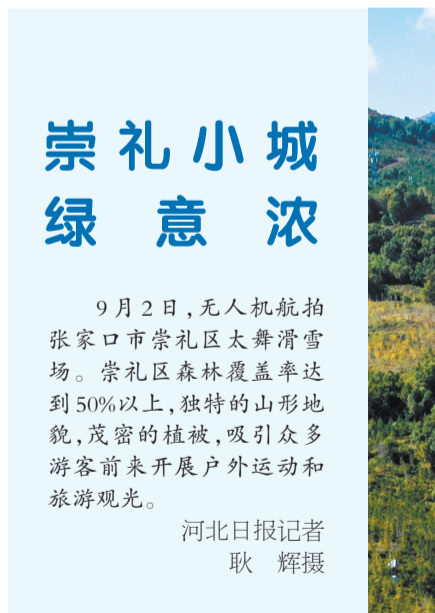 崇礼小城
绿意浓
9月2日，无人机航拍
张家口市崇礼区太舞滑雪
场。崇礼区森林覆盖率达
到50%以上，独特的山形地
貌，茂密的植被，吸引众多
游客前来开展户外运动和
旅游观光。
河北日报记者
耿　辉摄